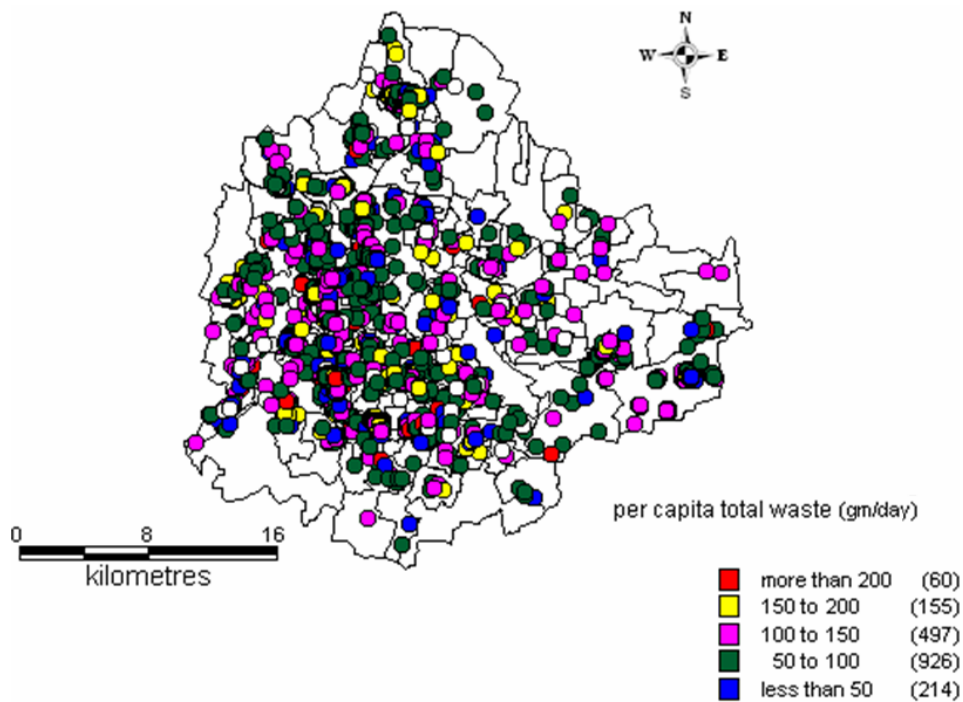 N
W E
S
per capita total waste (gm/day)
0 8 16
kilometres
more than 200 (60)
150 to 200 (155)
100 to 150 (497)
50 to 100 (926)
less than 50 (214)